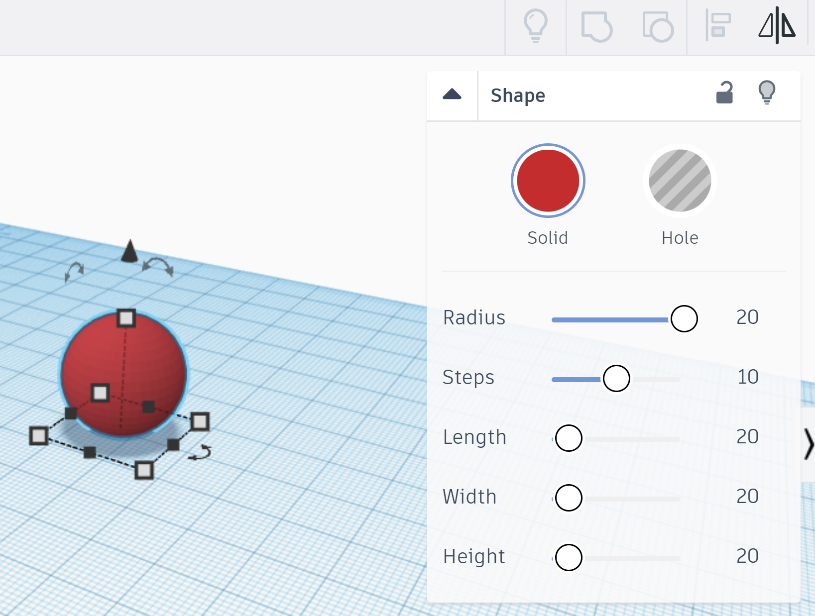 Shape
Solid Hole
Radius 20
Steps 10
Length 20
Width 20
Height 20